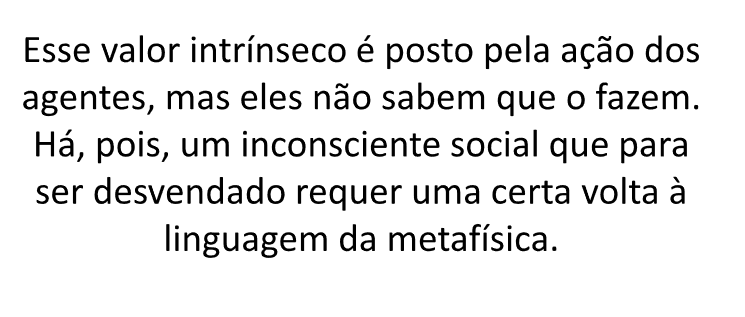 Esse valor intrínseco é posto pela ação dos
agentes, mas eles não sabem que o fazem.
Há, pois, um inconsciente social que para
ser desvendado requer uma certa volta à
linguagem da metafísica.